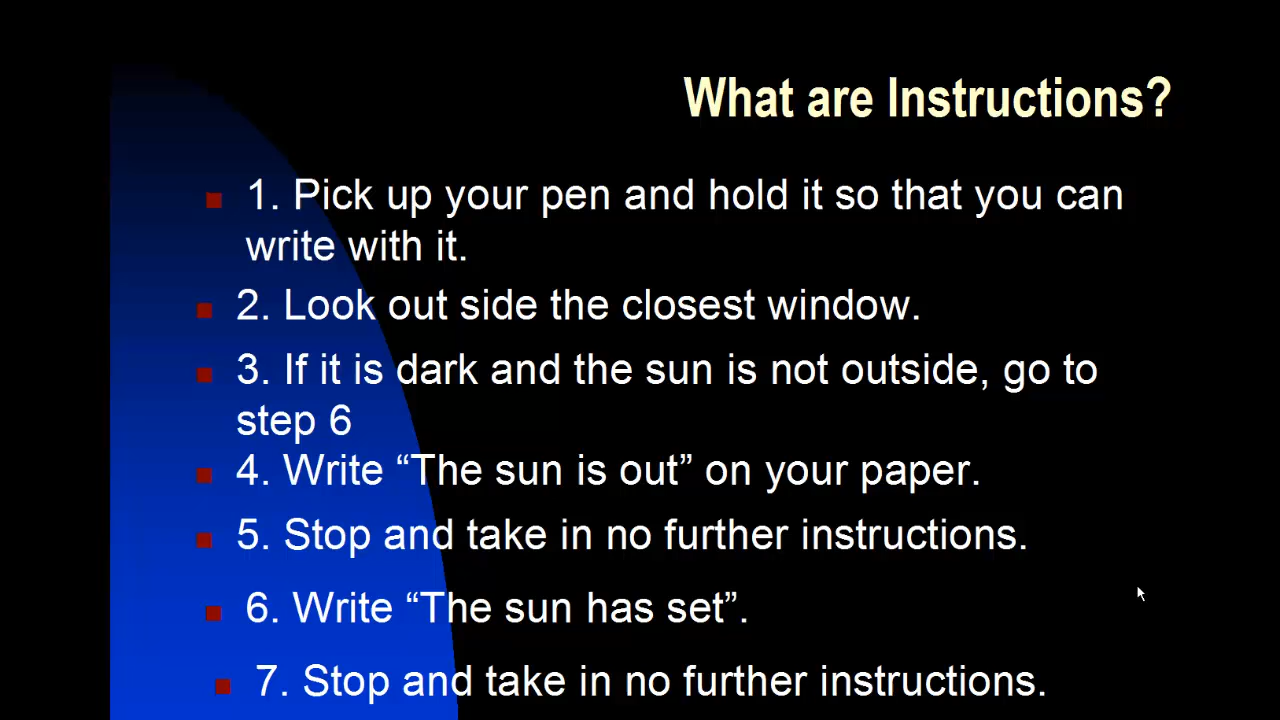 What are Instructions?
1. Pick up your pen and hold it so that you can
write with it.
2. Look out side the closest window.
3. If it is dark and the sun is not outside, go to
step 6
4. Write “The sun is out” on your paper.
5. Stop and take in no further instructions.
6. Write “The sun has set”.
7. Stop and take in no further instructions.